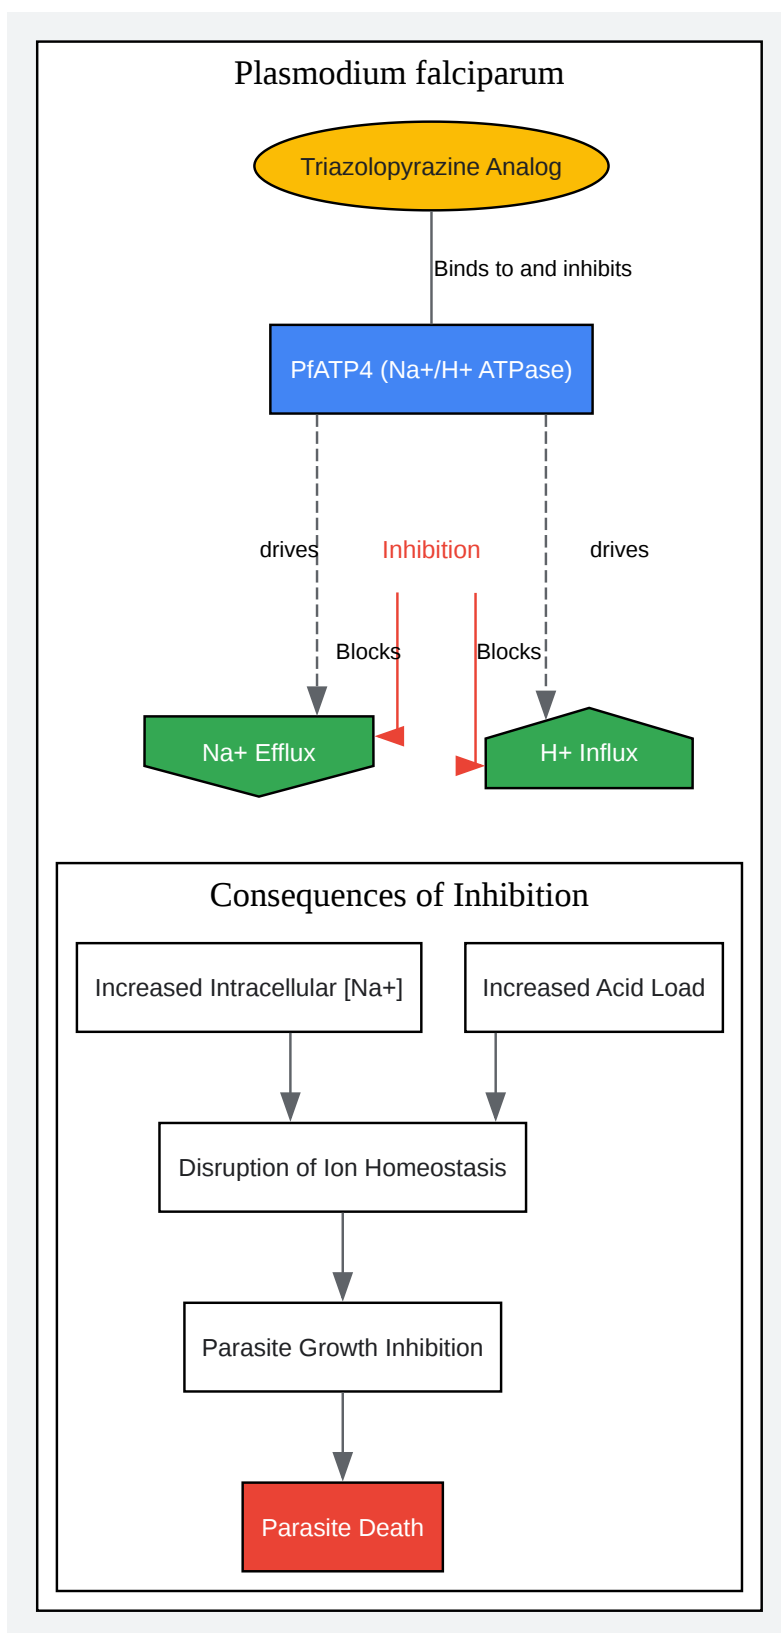 Plasmodium falciparum
Triazolopyrazine Analog
Binds to and inhibits
PfATP4 (Na+/H+ ATPase)
drives
Inhibition
drives
Blocks
Blocks
Na+ Efflux
H+ Influx
Consequences of Inhibition
Increased Intracellular [Na+]
Increased Acid Load
Disruption of Ion Homeostasis
Parasite Growth Inhibition
Parasite Death